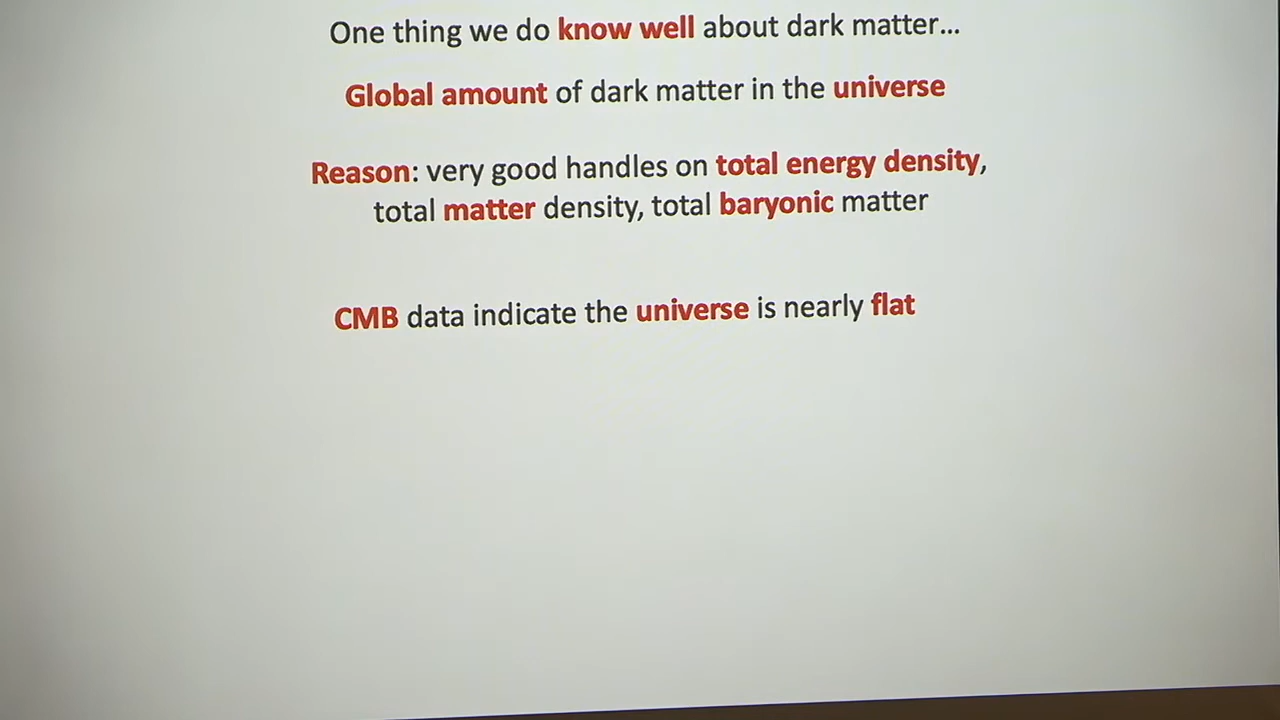 One thing we do know well about dark matter...
Global amount of dark matter in the universe
Reason: very good handles on total energy density,
total matter density, total baryonic matter
CMB data indicate the universe is nearly flat